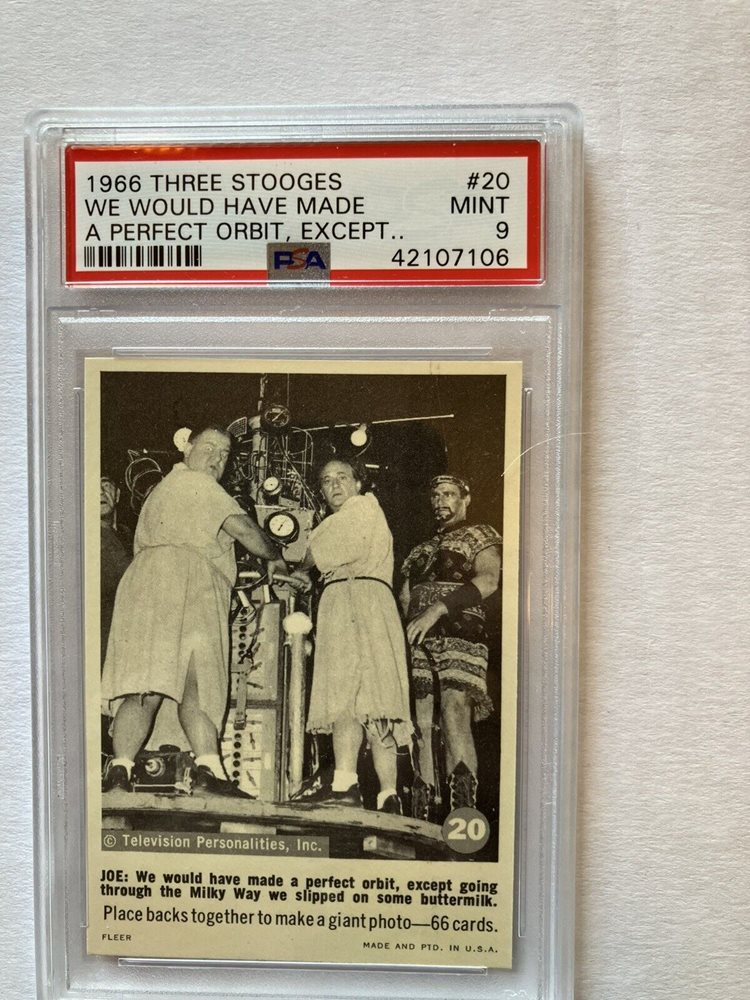 1966 THREE STOOGES #20
WE WOULD HAVE MADE MINT
A PERFECT ORBIT, EXCEPT.. 9
PSA 42107106
© Television Personalities, Inc.
20
JOE: We would have made a perfect orbit, except going
through the Milky Way we slipped on some buttermilk.
Place backs together to make a giant photo—66 cards.
FLEER MADE AND PTD. IN U.S.A.